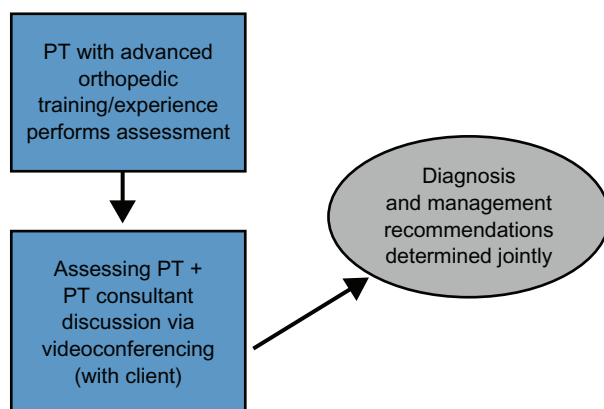 PT with advanced
orthopedic
training/experience
performs assessment
Assessing PT +
PT consultant
discussion via
videoconferencing
(with client)
Diagnosis
and management
recommendations
determined jointly